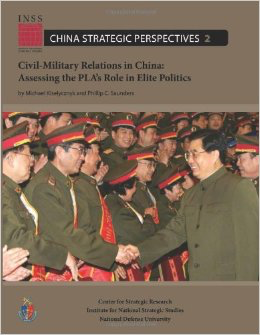 INSS
CHINA STRATEGIC PERSPECTIVES 2
Civil-Military Relations in China:
Assessing the PLA's Role in Elite Politics
by Michael Kiselycznyk and Phillip C. Saunders
Center for Strategic Research
Institute for National Strategic Studies
National Defense University